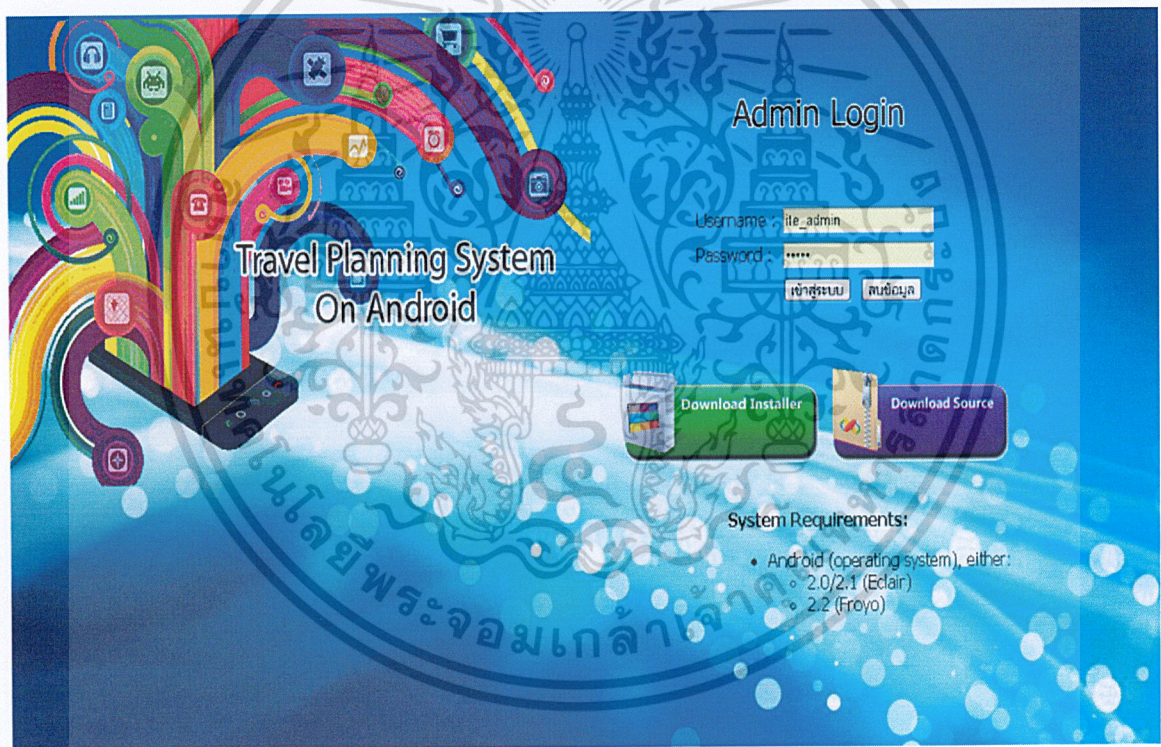 Travel Planning System
On Android
Admin Login
Username : ite_admin
Password : •••••
เข้าสู่ระบบ ลบข้อมูล
Download Installer
Download Source
System Requirements:
• Android (operating system), either:
◦ 2.0/2.1 (Eclair)
◦ 2.2 (Froyo)